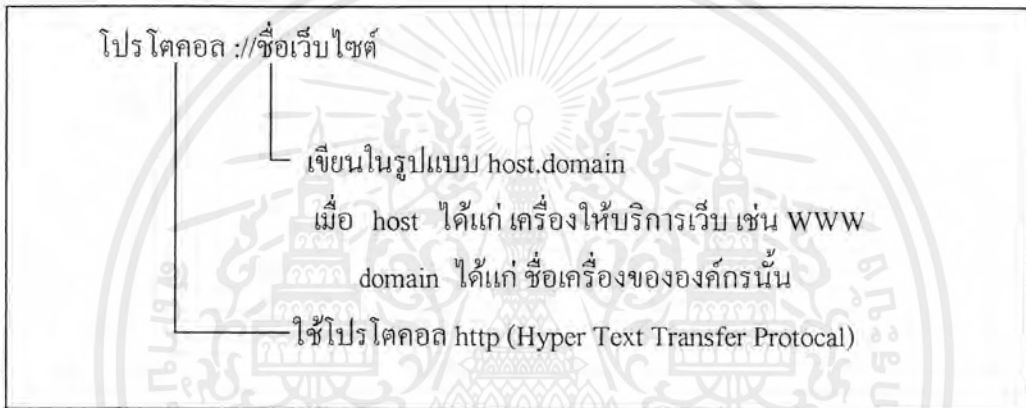 โปรโตคอล ://ชื่อเว็บไซต์
เขียนในรูปแบบ host.domain
เมื่อ host ได้แก่ เครื่องให้บริการเว็บ เช่น WWW
domain ได้แก่ ชื่อเครื่องขององค์กรนั้น
ใช้โปรโตคอล http (Hyper Text Transfer Protocal)